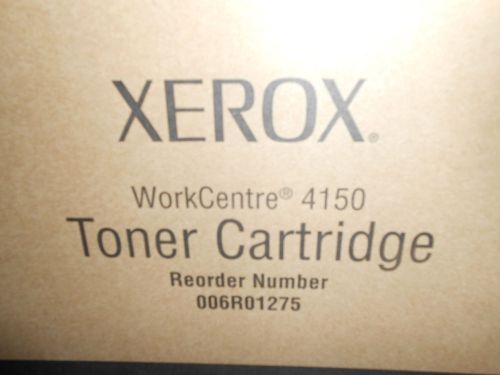 XEROX®
WorkCentre® 4150
Toner Cartridge
Reorder Number
006R01275